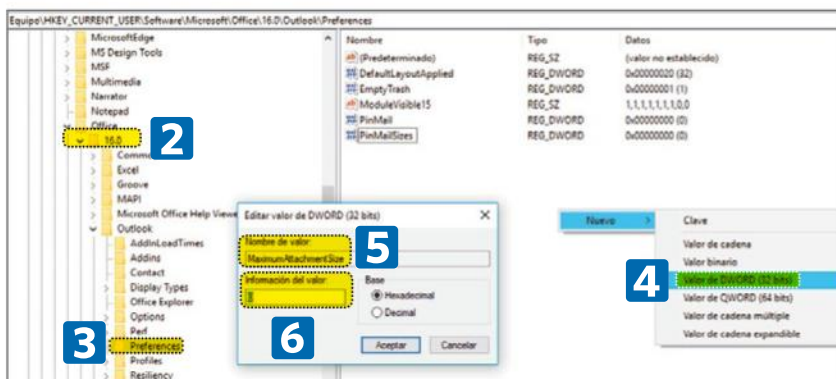 Equipo\HKEY_CURRENT_USER\Software\Microsoft\Office\16.0\Outlook\Preferences
MicrosoftEdge
MS Design Tools
MSF
Multimedia
Narrator
Notepad
Office
16.0
2
Excel
Groove
MAPI
Microsoft Office Help Viewe
Outlook
AddInLoadTimes
Addins
Contact
Display Types
Office Explorer
Options
Perf
3
Preferences
Profiles
Resiliency
Nombre Tipo Datos
(Predeterminado) REG_SZ (valor no establecido)
DefaultLayoutApplied REG_DWORD 0x00000020 (32)
EmptyTrash REG_DWORD 0x00000001 (1)
ModuleVisible15 REG_SZ 1,1,1,1,1,1,1,0,0
PinMail REG_DWORD 0x00000000 (0)
PinMailSizes REG_DWORD 0x00000000 (0)
Editar valor de DWORD (32 bits)
Nombre de valor:
5
MaximumAttachmentSize
Información del valor:
Base
Hexadecimal
Decimal
6
Aceptar Cancelar
Nuevo
Clave
Valor de cadena
Valor binario
4
Valor de DWORD (32 bits)
Valor de QWORD (64 bits)
Valor de cadena múltiple
Valor de cadena expandible